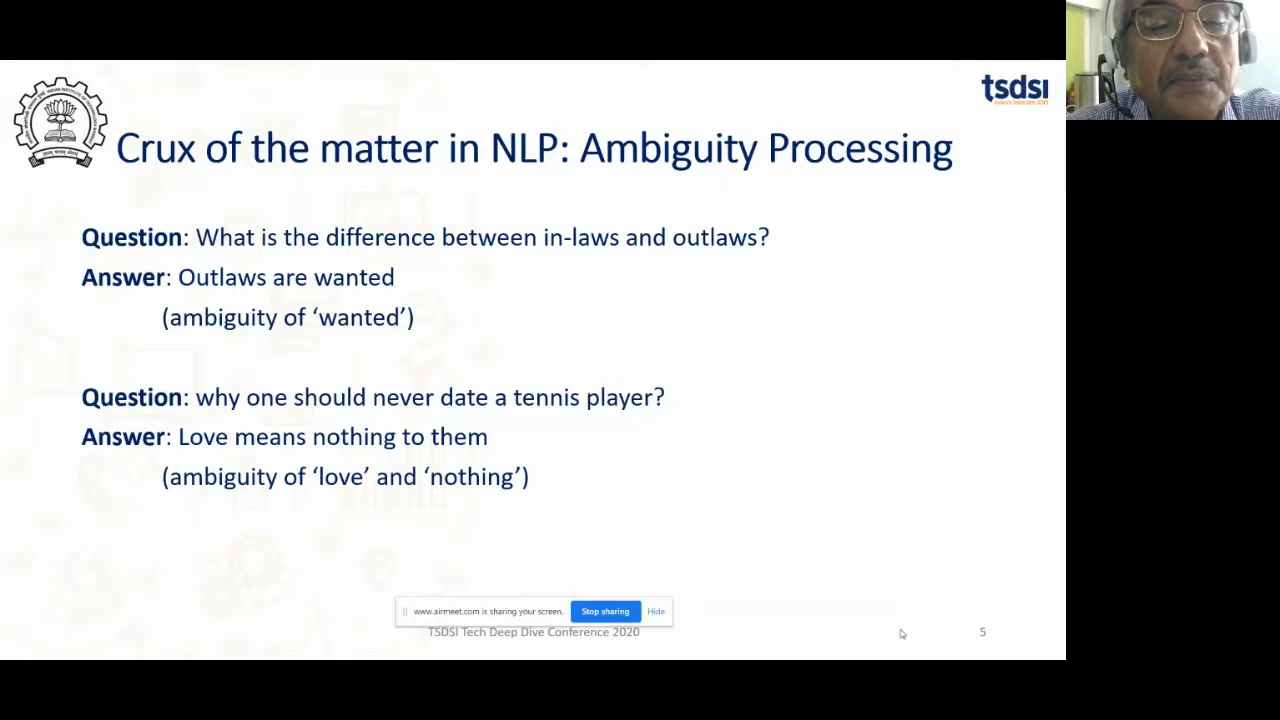 tsdsi
India's Telecom SDO
Crux of the matter in NLP: Ambiguity Processing
Question: What is the difference between in-laws and outlaws?
Answer: Outlaws are wanted
(ambiguity of ‘wanted’)
Question: why one should never date a tennis player?
Answer: Love means nothing to them
(ambiguity of ‘love’ and ‘nothing’)
www.airmeet.com is sharing your screen. Stop sharing Hide
TSDSI Tech Deep Dive Conference 2020 5